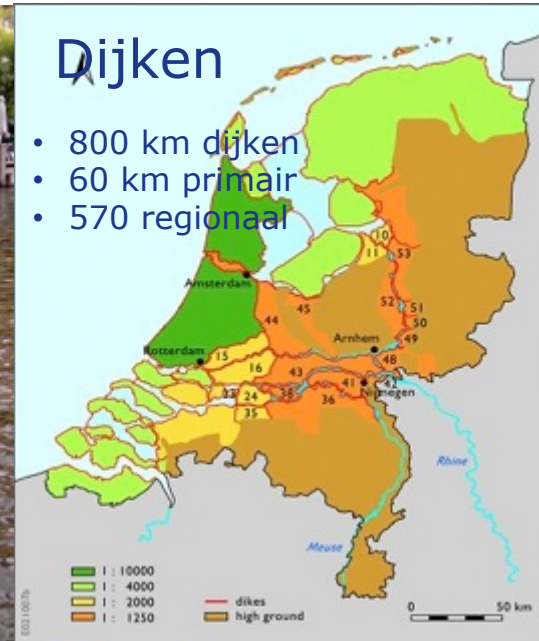 Dijken
• 800 km dijken
• 60 km primair
• 570 regionaal
10
11
53
Amsterdam
45
52
51
44
50
49
Rotterdam
15
Arnhem
16
43
48
41
42
24
38
Nijmegen
36
35
Rhine
Meuse
1 : 10000
1 : 4000
1 : 2000
1 : 1250
dikes
high ground
0
50 km